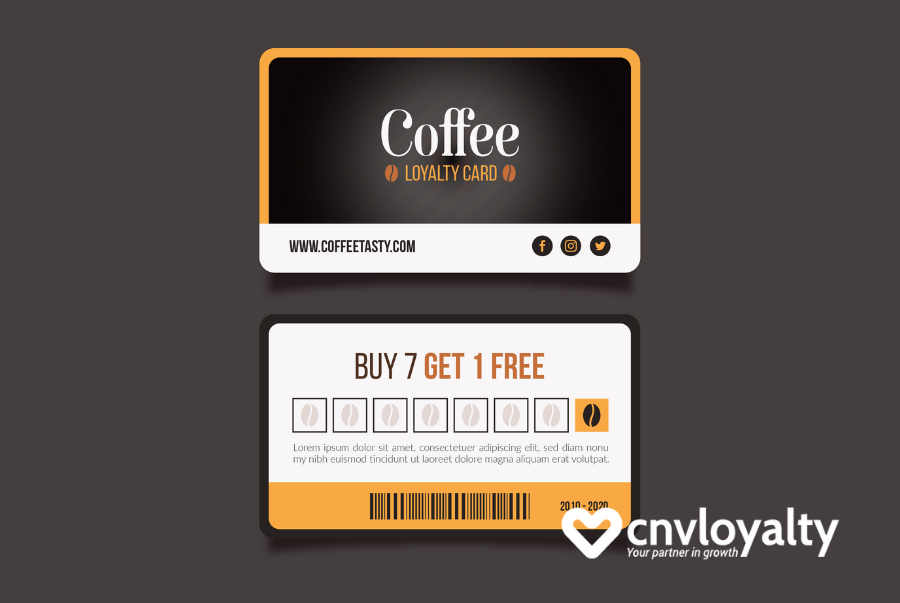 Coffee
LOYALTY CARD
WWW.COFFEETASTY.COM
BUY 7 GET 1 FREE
Lorem ipsum dolor sit amet, consectetuer adipiscing elit, sed diam nonu
my nibh euismod tincidunt ut laoreet dolore magna aliquam erat volutpat.
2010 - 2020
cnvloyalty
Your partner in growth